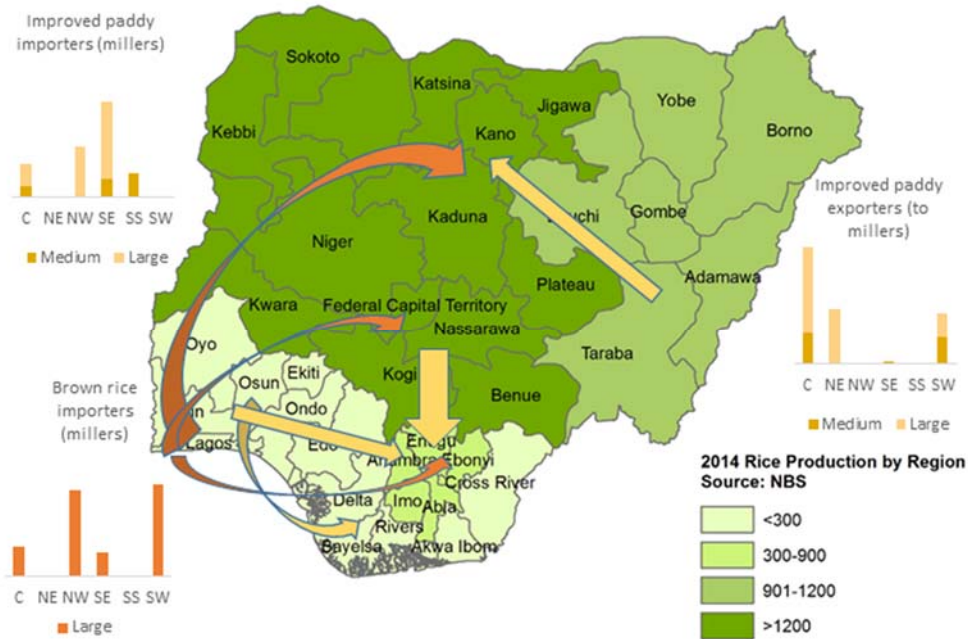 Improved paddy
importers (millers)
C NE NW SE SS SW
Medium Large
Sokoto
Katsina
Jigawa
Yobe
Borno
Kebbi
Kano
Improved paddy
exporters (to
millers)
Kaduna
Gombe
Niger
Adamawa
Plateau
Kwara
Federal Capital Territory
Nassarawa
Taraba
Oyo
C NE NW SE SS SW
Medium Large
Kogi
Benue
Ekiti
Osun
Brown rice
importers
(millers)
Ondo
Lagos
Enugu
Anambra Ebonyi
Cross River
Delta
Imo
Abia
Rivers
Bayelsa
Akwa Ibom
2014 Rice Production by Region
Source: NBS
<300
300-900
901-1200
>1200
C NE NW SE SS SW
Large